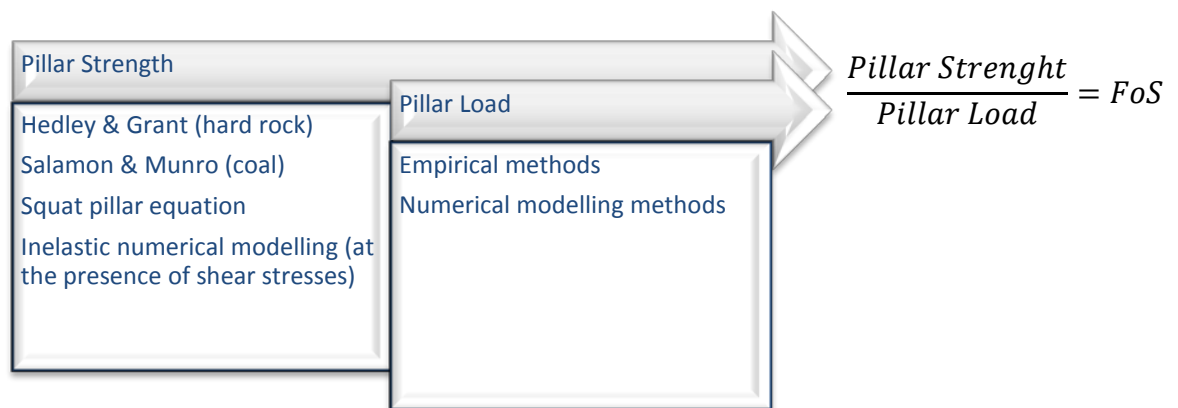 Pillar Strength
Hedley & Grant (hard rock)
Salamon & Munro (coal)
Squat pillar equation
Inelastic numerical modelling (at
the presence of shear stresses)
Pillar Load
Empirical methods
Numerical modelling methods
Pillar Strenght
Pillar Load
= FoS